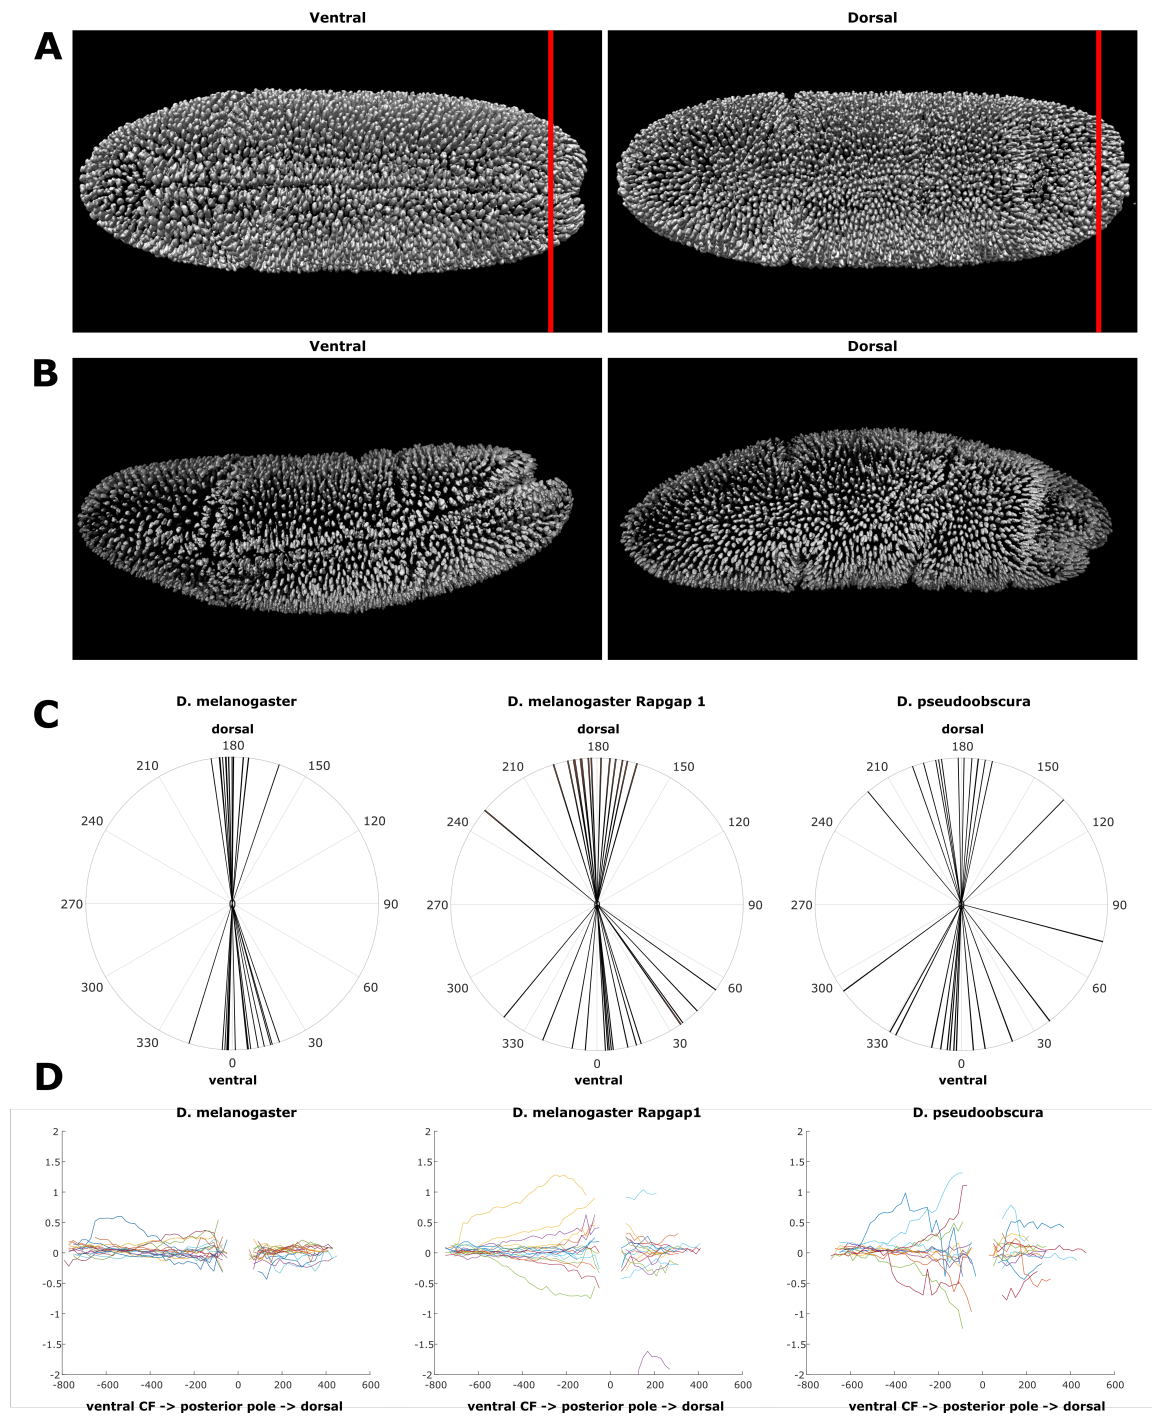 Ventral Dorsal
A
Ventral Dorsal
B
C
D. melanogaster D. melanogaster Rapgap 1 D. pseudoobscura
dorsal dorsal dorsal
180 180 180
210 150 210 150 210 150
240 120 240 120 240 120
270 90 270 90 270 90
0 0 0
300 60 300 60 300 60
330 30 330 30 330 30
0 0 0
ventral ventral ventral
D
D. melanogaster D. melanogaster Rapgap1 D. pseudoobscura
2 2 2
1.5 1.5 1.5
1 1 1
0.5 0.5 0.5
0 0 0
-0.5 -0.5 -0.5
-1 -1 -1
-1.5 -1.5 -1.5
-2 -2 -2
-800 -600 -400 -200 0 200 400 600 -800 -600 -400 -200 0 200 400 600 -800 -600 -400 -200 0 200 400 600
ventral CF -> posterior pole -> dorsal ventral CF -> posterior pole -> dorsal ventral CF -> posterior pole -> dorsal